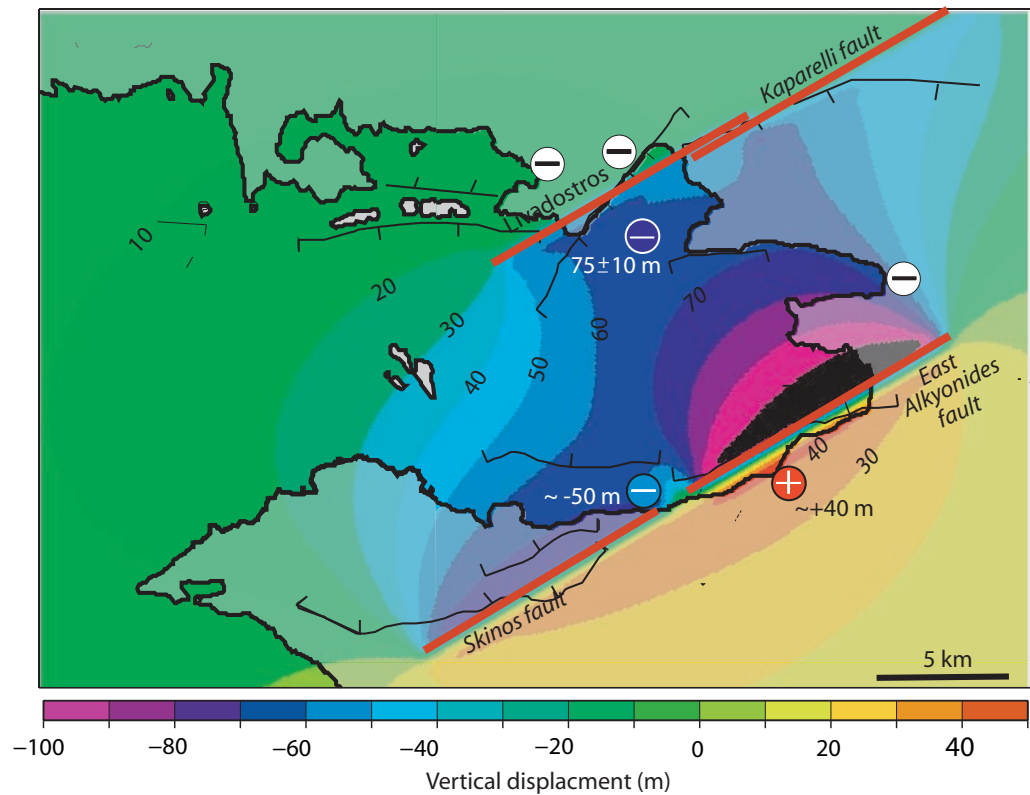 Kaparelli fault
Livadostros
10
20
75±10 m
70
30
60
50
40
East
Alkyonides
fault
40
30
~ -50 m
~+40 m
Skinos fault
5 km
−100
−80
−60
−40
−20
0
20
40
Vertical displacment (m)